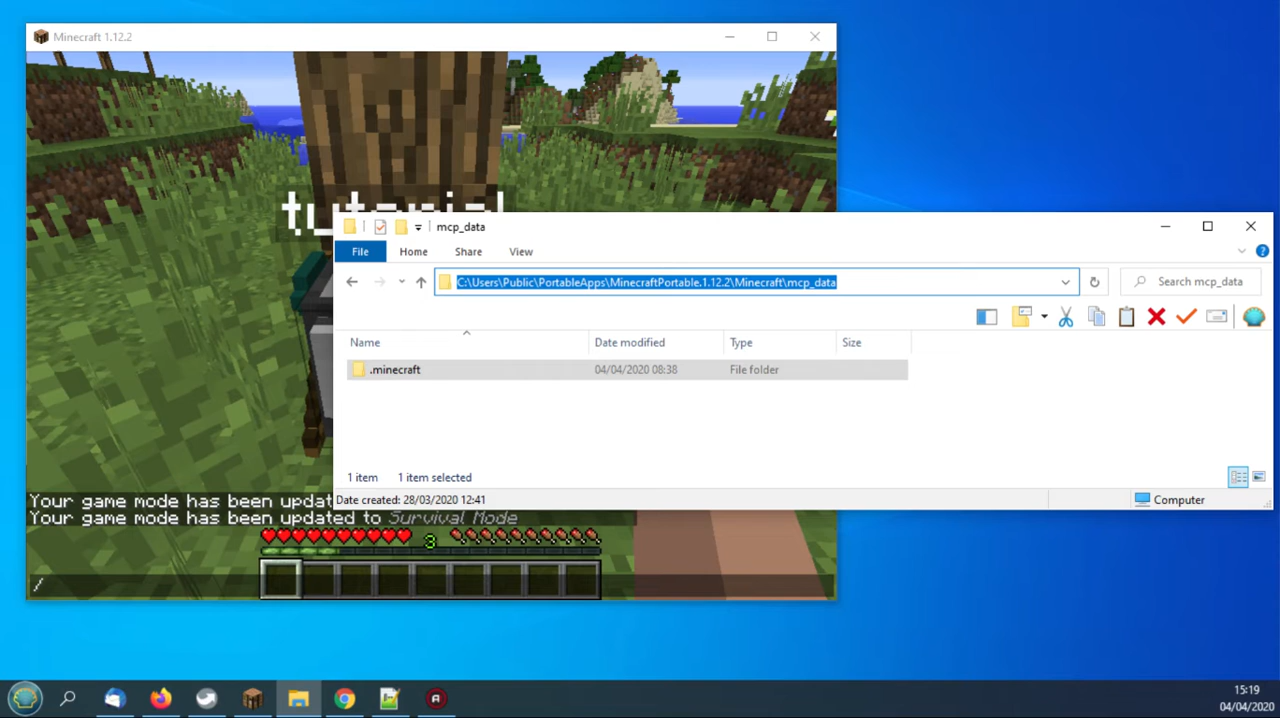 Minecraft 1.12.2
tutorial
mcp_data
File Home Share View
C:\Users\Public\PortableApps\MinecraftPortable.1.12.2\Minecraft\mcp_data
Search mcp_data
Name Date modified Type Size
.minecraft 04/04/2020 08:38 File folder
1 item 1 item selected
Date created: 28/03/2020 12:41 Computer
Your game mode has been updat
Your game mode has been updated to Survival Mode
3
/
15:19
04/04/2020